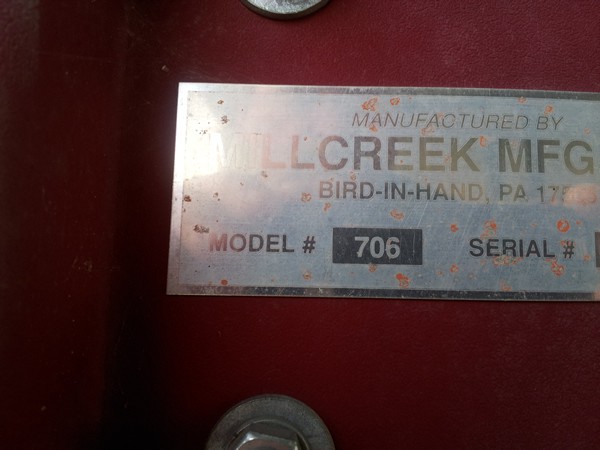 MANUFACTURED BY
MILLCREEK MFG
BIRD-IN-HAND, PA
MODEL # 706 SERIAL #